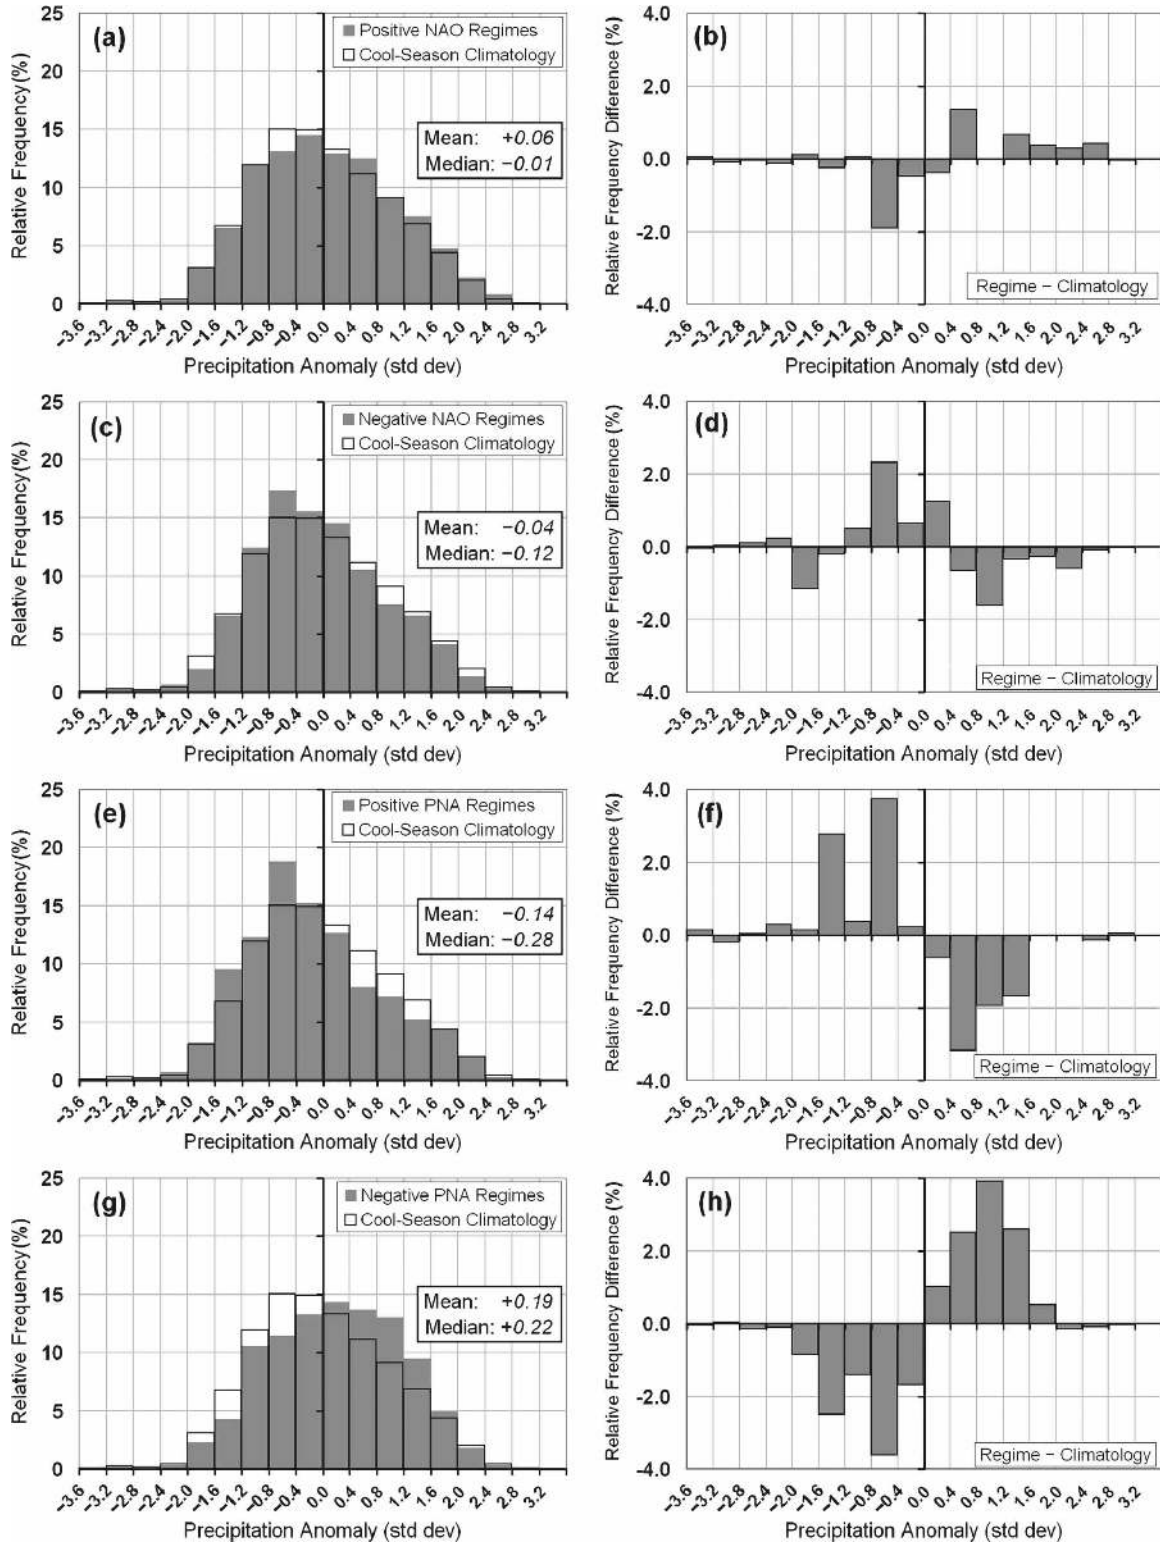 (a)
Relative Frequency(%)
25
20
15
10
5
0
Positive NAO Regimes
Cool-Season Climatology
Mean: +0.06
Median: −0.01
−3.6 −3.2 −2.8 −2.4 −2.0 −1.6 −1.2 −0.8 −0.4 0.0 0.4 0.8 1.2 1.6 2.0 2.4 2.8 3.2
Precipitation Anomaly (std dev)
(b)
Relative Frequency Difference (%)
4.0
2.0
0.0
-2.0
-4.0
Regime − Climatology
−3.6 −3.2 −2.8 −2.4 −2.0 −1.6 −1.2 −0.8 −0.4 0.0 0.4 0.8 1.2 1.6 2.0 2.4 2.8 3.2
Precipitation Anomaly (std dev)
(c)
Relative Frequency(%)
25
20
15
10
5
0
Negative NAO Regimes
Cool-Season Climatology
Mean: −0.04
Median: −0.12
−3.6 −3.2 −2.8 −2.4 −2.0 −1.6 −1.2 −0.8 −0.4 0.0 0.4 0.8 1.2 1.6 2.0 2.4 2.8 3.2
Precipitation Anomaly (std dev)
(d)
Relative Frequency Difference (%)
4.0
2.0
0.0
-2.0
-4.0
Regime − Climatology
−3.6 −3.2 −2.8 −2.4 −2.0 −1.6 −1.2 −0.8 −0.4 0.0 0.4 0.8 1.2 1.6 2.0 2.4 2.8 3.2
Precipitation Anomaly (std dev)
(e)
Relative Frequency(%)
25
20
15
10
5
0
Positive PNA Regimes
Cool-Season Climatology
Mean: −0.14
Median: −0.28
−3.6 −3.2 −2.8 −2.4 −2.0 −1.6 −1.2 −0.8 −0.4 0.0 0.4 0.8 1.2 1.6 2.0 2.4 2.8 3.2
Precipitation Anomaly (std dev)
(f)
Relative Frequency Difference (%)
4.0
2.0
0.0
-2.0
-4.0
Regime − Climatology
−3.6 −3.2 −2.8 −2.4 −2.0 −1.6 −1.2 −0.8 −0.4 0.0 0.4 0.8 1.2 1.6 2.0 2.4 2.8 3.2
Precipitation Anomaly (std dev)
(g)
Relative Frequency(%)
25
20
15
10
5
0
Negative PNA Regimes
Cool-Season Climatology
Mean: +0.19
Median: +0.22
−3.6 −3.2 −2.8 −2.4 −2.0 −1.6 −1.2 −0.8 −0.4 0.0 0.4 0.8 1.2 1.6 2.0 2.4 2.8 3.2
Precipitation Anomaly (std dev)
(h)
Relative Frequency Difference (%)
4.0
2.0
0.0
-2.0
-4.0
Regime − Climatology
−3.6 −3.2 −2.8 −2.4 −2.0 −1.6 −1.2 −0.8 −0.4 0.0 0.4 0.8 1.2 1.6 2.0 2.4 2.8 3.2
Precipitation Anomaly (std dev)